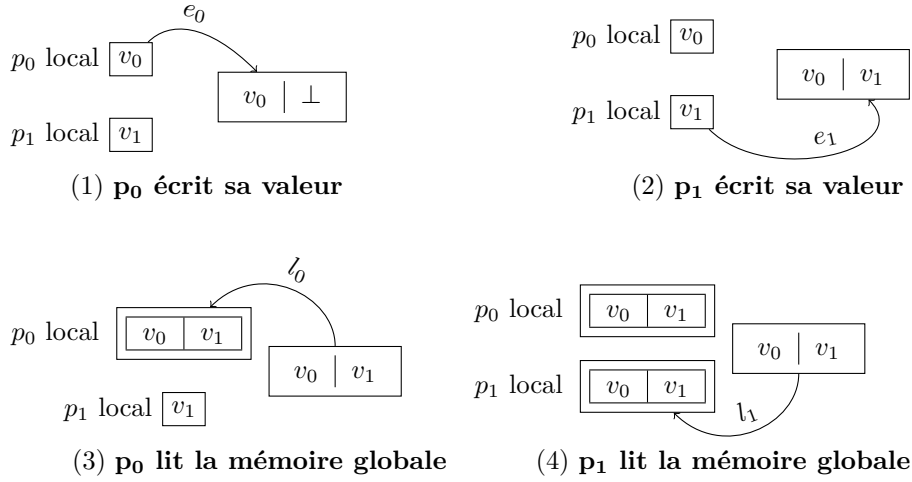 e₀
p₀ local v₀
v₀ | ⊥
p₁ local v₁
(1) p₀ écrit sa valeur
p₀ local v₀
v₀ | v₁
p₁ local v₁
e₁
(2) p₁ écrit sa valeur
l₀
p₀ local v₀ v₁
v₀ | v₁
p₁ local v₁
(3) p₀ lit la mémoire globale
p₀ local v₀ v₁
v₀ | v₁
p₁ local v₀ v₁
l₁
(4) p₁ lit la mémoire globale